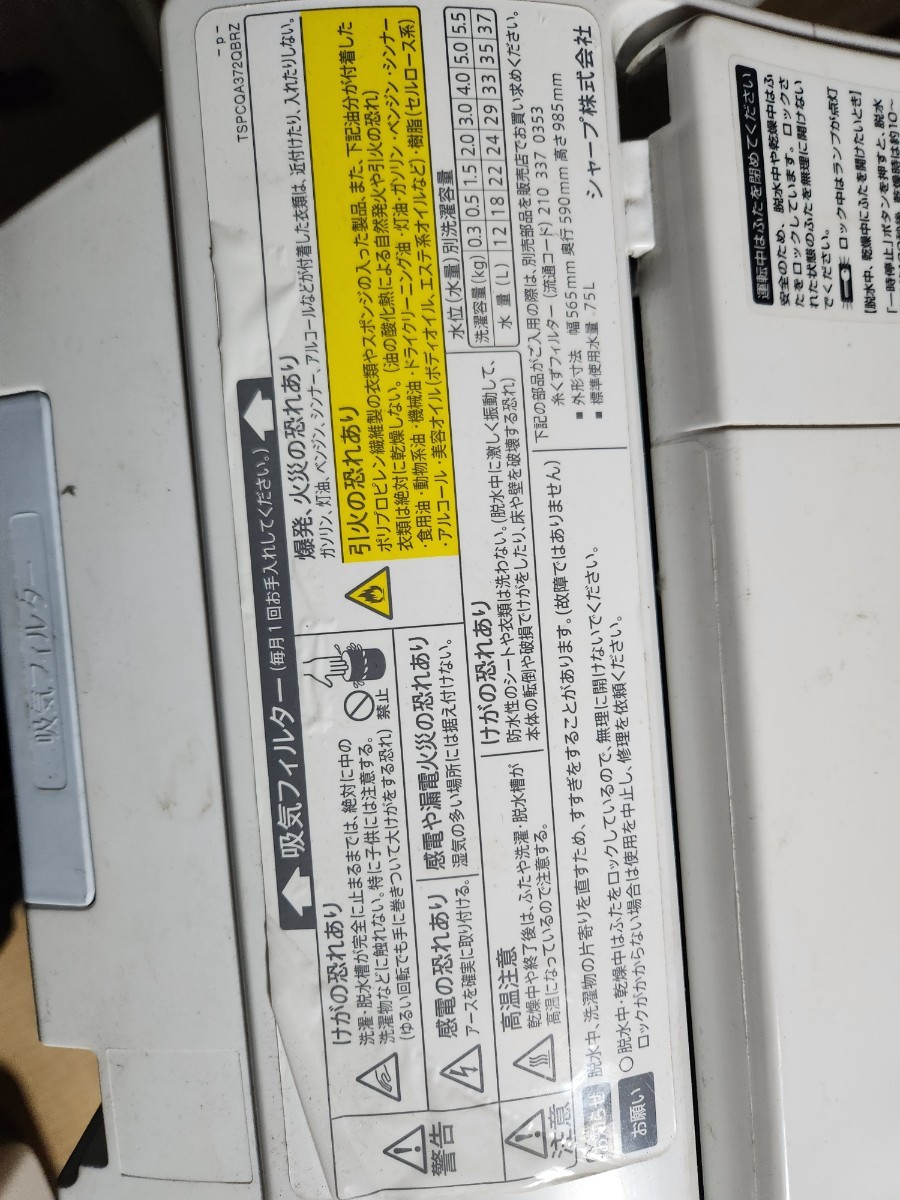 吸気フィルター
-p-
TSPCQA372QBRZ
吸気フィルター(毎月1回お手入れしてください。)
警告
けがの恐れあり
洗濯・脱水槽が完全に止まるまでは、絶対に中の
洗濯物などに触れない。特に子供には注意する。
(ゆるい回転でも手に巻きついて大けがをする恐れ)
禁止
爆発、火災の恐れあり
ガソリン、灯油、ベンジン、シンナー、アルコールなどが付着した衣類は、近付けたり、入れたりしない。
引火の恐れあり
ポリプロピレン繊維製の衣類やスポンジの入った製品、また、下記油分が付着した
衣類は絶対に乾燥しない。(油の酸化熱による自然発火や引火の恐れ)
・食用油・動物系油・機械油・ドライクリーニング油・灯油・ガソリン・ベンジン・シンナー
・アルコール・美容オイル(ボディオイル、エステ系オイルなど)・樹脂(セルロース系)
感電の恐れあり
アースを確実に取り付ける。
感電や漏電火災の恐れあり
湿気の多い場所には据え付けない。
注意
高温注意
乾燥中や終了後は、ふたや洗濯・脱水槽が
高温になっているので注意する。
けがの恐れあり
防水性のシートや衣類は洗わない。(脱水中に激しく振動して、
本体の転倒や破損でけがをしたり、床や壁を破壊する恐れ)
水位(水量)別洗濯容量
洗濯容量(kg) 0.3 0.5 1.5 2.0 3.0 4.0 5.0 5.5
水 量(L) 12 18 22 24 29 33 35 37
下記の部品がご入用の際は、別売部品を販売店でお買い求めください。
糸くずフィルター (流通コード) 210 337 0353
■ 外形寸法 幅565mm 奥行590mm 高さ985mm
■ 標準使用水量 75L
シャープ株式会社
お知らせ
脱水中、洗濯物の片寄りを直すため、すすぎをすることがあります。(故障ではありません)
お願い
○ 脱水中・乾燥中はふたをロックしているので、無理に開けないでください。
ロックがかからない場合は使用を中止し、修理を依頼ください。
運転中はふたを閉めてください
安全のため、脱水中や乾燥中はふ
たをロックしています。ロックさ
れた状態のふたを無理に開けない
でください。
ロック中はランプが点灯
【脱水中、乾燥中にふたを開けたいとき】
「一時停止」ボタンを押すと、脱水